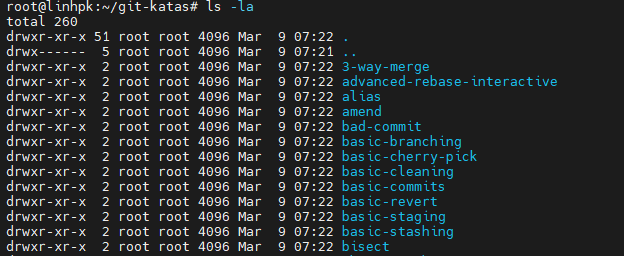 root@linhpk:~/git-katas# ls -la
total 260
drwxr-xr-x 51 root root 4096 Mar  9 07:22 .
drwx------  5 root root 4096 Mar  9 07:21 ..
drwxr-xr-x  2 root root 4096 Mar  9 07:22 3-way-merge
drwxr-xr-x  2 root root 4096 Mar  9 07:22 advanced-rebase-interactive
drwxr-xr-x  2 root root 4096 Mar  9 07:22 alias
drwxr-xr-x  2 root root 4096 Mar  9 07:22 amend
drwxr-xr-x  2 root root 4096 Mar  9 07:22 bad-commit
drwxr-xr-x  2 root root 4096 Mar  9 07:22 basic-branching
drwxr-xr-x  2 root root 4096 Mar  9 07:22 basic-cherry-pick
drwxr-xr-x  2 root root 4096 Mar  9 07:22 basic-cleaning
drwxr-xr-x  2 root root 4096 Mar  9 07:22 basic-commits
drwxr-xr-x  2 root root 4096 Mar  9 07:22 basic-revert
drwxr-xr-x  2 root root 4096 Mar  9 07:22 basic-staging
drwxr-xr-x  2 root root 4096 Mar  9 07:22 basic-stashing
drwxr-xr-x  2 root root 4096 Mar  9 07:22 bisect